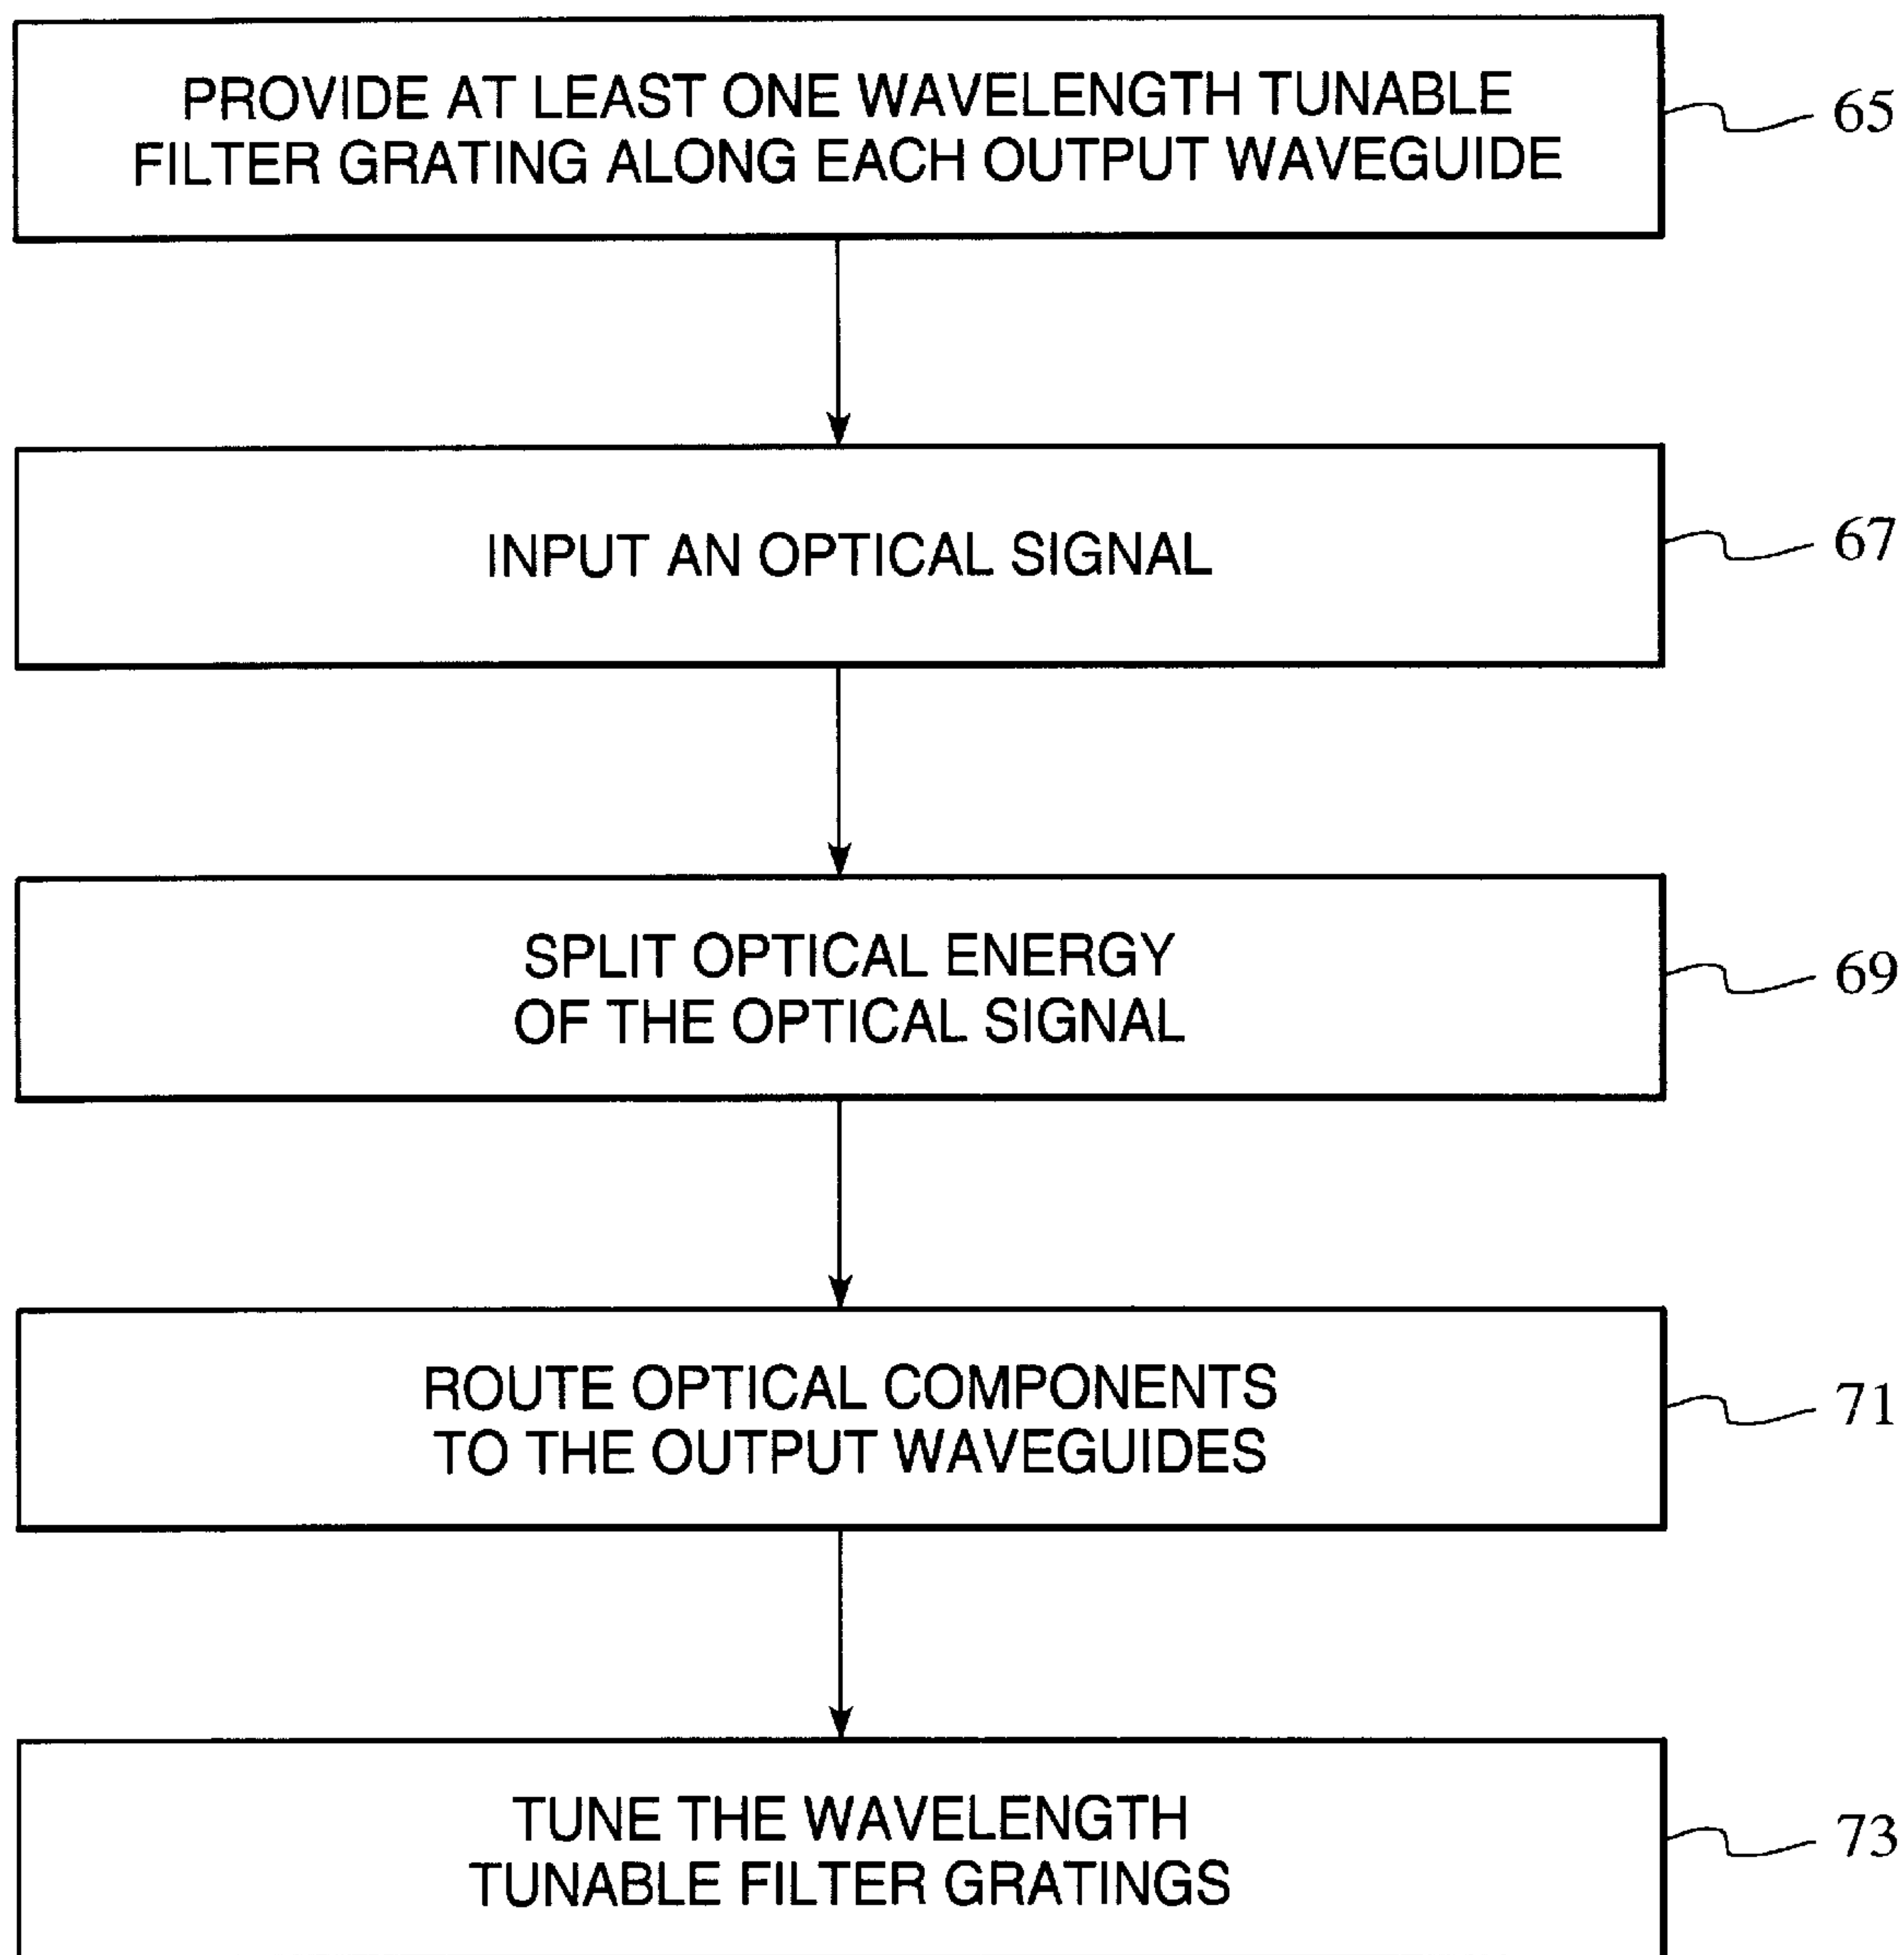 PROVIDE AT LEAST ONE WAVELENGTH TUNABLE
FILTER GRATING ALONG EACH OUTPUT WAVEGUIDE
65
INPUT AN OPTICAL SIGNAL
67
SPLIT OPTICAL ENERGY
OF THE OPTICAL SIGNAL
69
ROUTE OPTICAL COMPONENTS
TO THE OUTPUT WAVEGUIDES
71
TUNE THE WAVELENGTH
TUNABLE FILTER GRATINGS
73